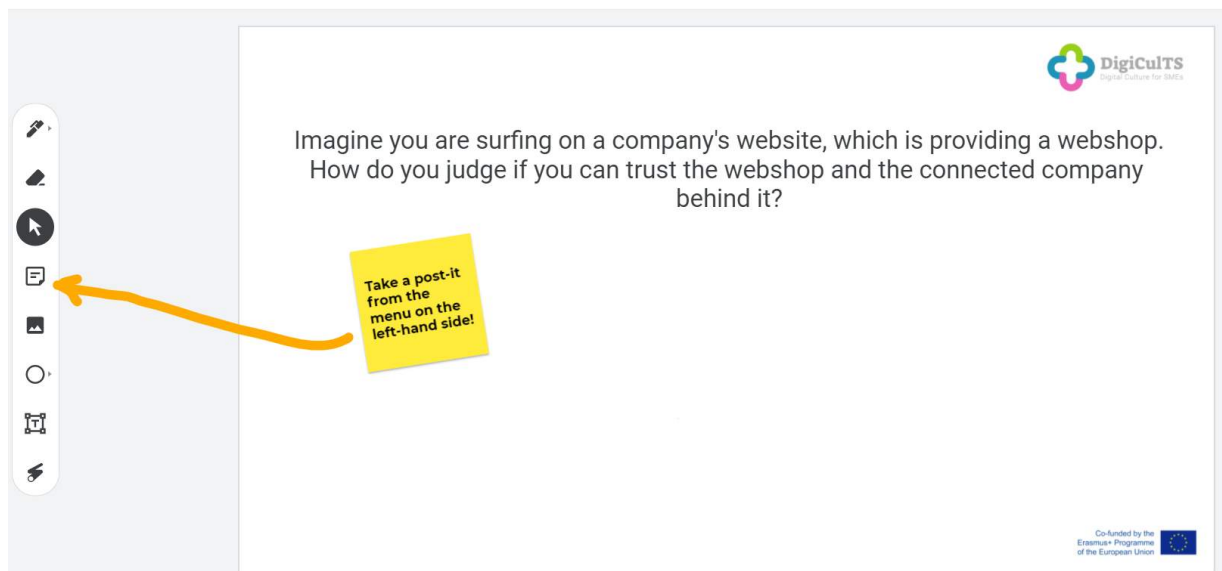 DigiCulTS
Digital Culture for SMEs
Imagine you are surfing on a company's website, which is providing a webshop.
How do you judge if you can trust the webshop and the connected company
behind it?
Take a post-it
from the
menu on the
left-hand side!
Co-funded by the
Erasmus+ Programme
of the European Union